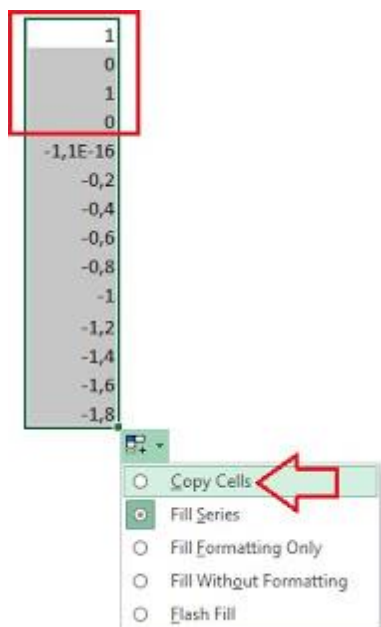 1
0
1
0
-1,1E-16
-0,2
-0,4
-0,6
-0,8
-1
-1,2
-1,4
-1,6
-1,8
Copy Cells
Fill Series
Fill Formatting Only
Fill Without Formatting
Flash Fill